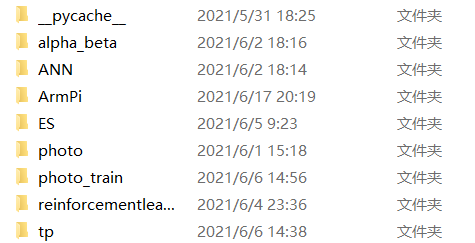 __pycache__ 2021/5/31 18:25 文件夹
alpha_beta 2021/6/2 18:16 文件夹
ANN 2021/6/2 18:14 文件夹
ArmPi 2021/6/17 20:19 文件夹
ES 2021/6/5 9:23 文件夹
photo 2021/6/1 15:18 文件夹
photo_train 2021/6/6 14:56 文件夹
reinforcementlea... 2021/6/4 23:36 文件夹
tp 2021/6/6 14:38 文件夹